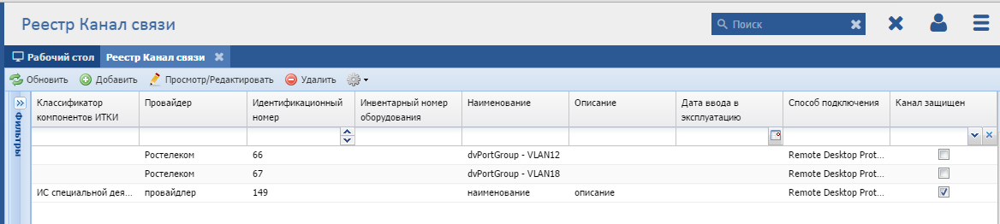 Реестр Канал связи
Поиск
Рабочий стол Реестр Канал связи
Обновить Добавить Просмотр/Редактировать Удалить
Фильтры
Классификатор компонентов ИТКИ Провайдер Идентификационный номер Инвентарный номер оборудования Наименование Описание Дата ввода в эксплуатацию Способ подключения Канал защищен
Ростелеком 66 dvPortGroup - VLAN12 Remote Desktop Prot...
Ростелеком 67 dvPortGroup - VLAN18 Remote Desktop Prot...
ИС специальной дея... провайдлер 149 наименование описание Remote Desktop Prot...